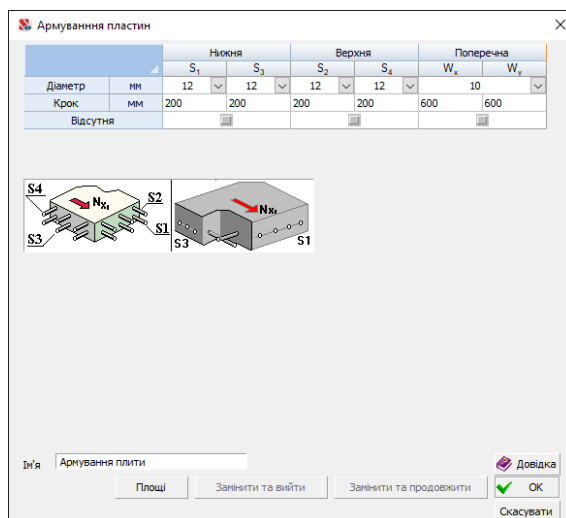 Армуванння пластин
Нижня Верхня Поперечна
S1 S3 S2 S4 Wx Wy
Діаметр мм 12 12 12 12 10
Крок мм 200 200 200 200 600 600
Відсутня
S4 Nx1 S2 S1 S3
Nx1 S3 S1
Ім'я Армування плити
Довідка
Площі Замінити та вийти Замінити та продовжити OK
Скасувати